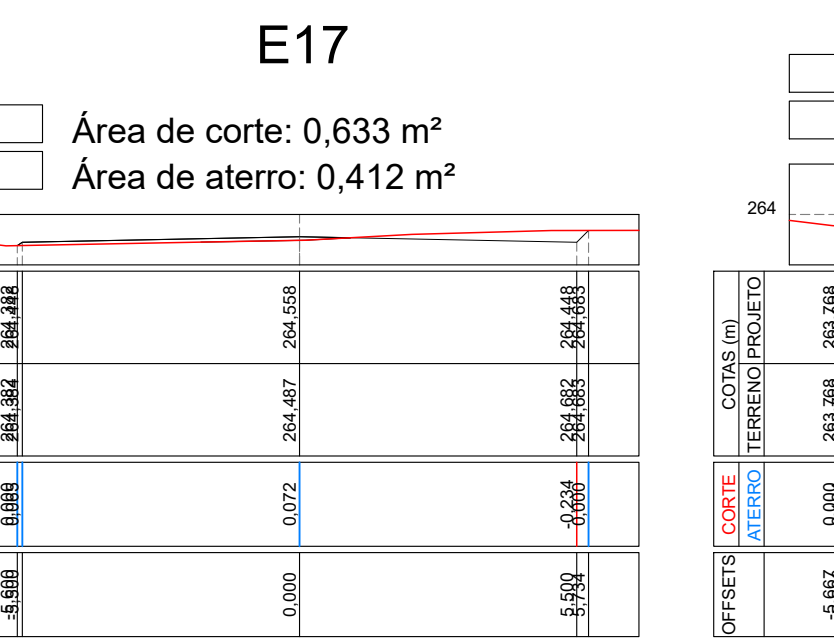 E17
Área de corte: 0,633 m²
Área de aterro: 0,412 m²
264
264,558
264,448
264,683
COTAS (m)
PROJETO
263,768
264,487
264,682
264,683
TERRENO
263,768
0,072
-0,234
0,000
CORTE
ATERRO
0,000
0,000
5,500
5,734
OFFSETS
-5,667